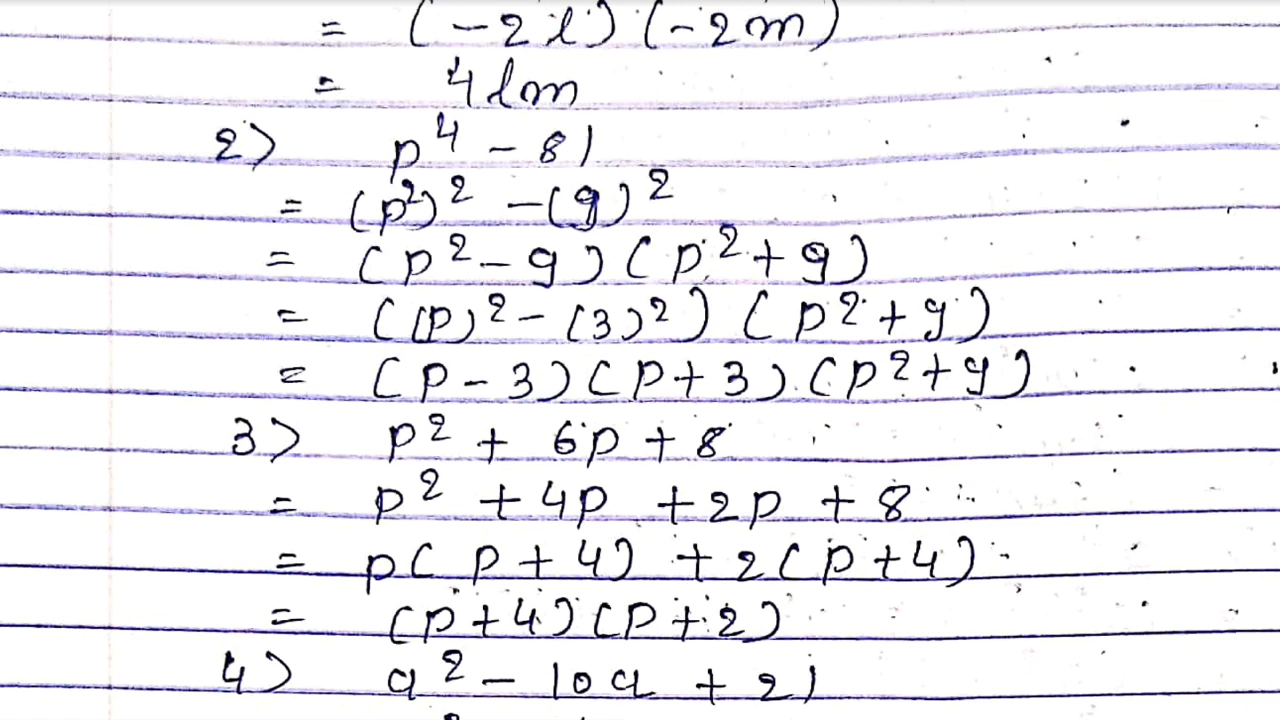 = (-2l) (-2m)
= 4lm
2) p⁴ - 81
= (p²)² - (9)²
= (p² - 9) (p² + 9)
= ((p)² - (3)²) (p² + 9)
= (p - 3) (p + 3) (p² + 9)
3) p² + 6p + 8
= p² + 4p + 2p + 8
= p(p + 4) + 2(p + 4)
= (p + 4) (p + 2)
4) q² - 10q + 21